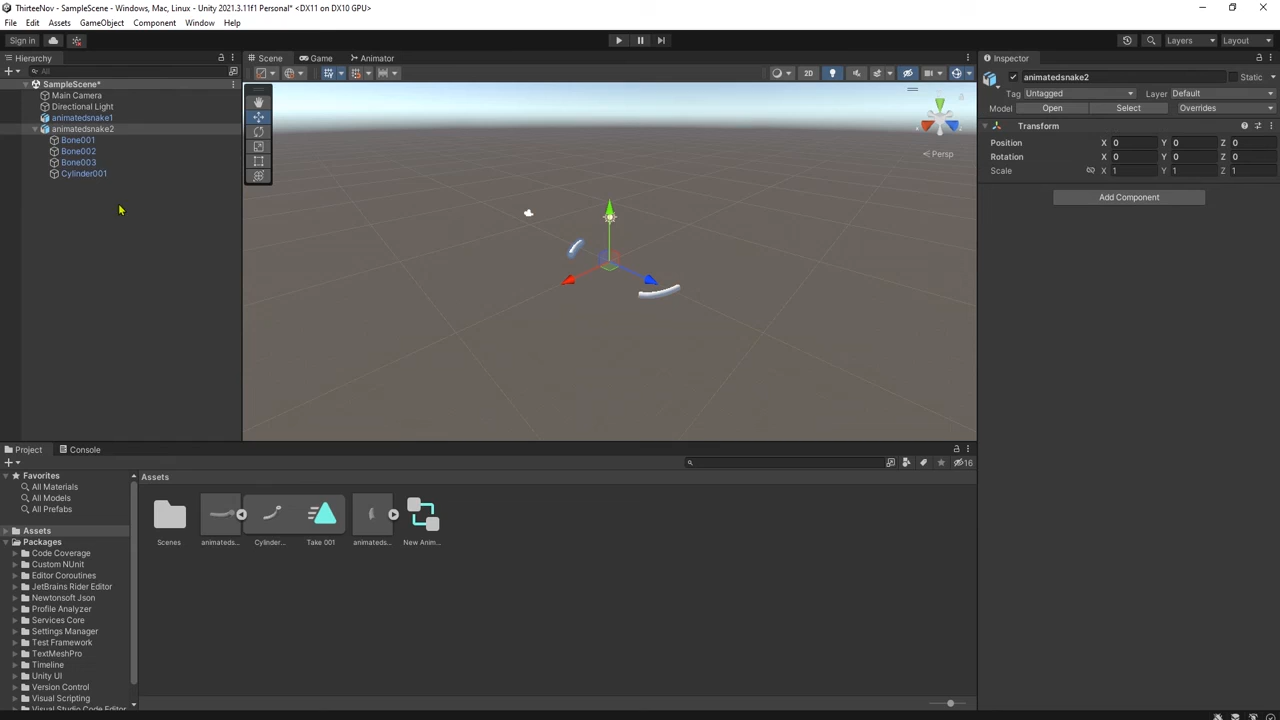 ThirteeNov - SampleScene - Windows, Mac, Linux - Unity 2021.3.11f1 Personal* <DX11 on DX10 GPU>
File Edit Assets GameObject Component Window Help
Sign in Layers Layout
Hierarchy
All
SampleScene*
Main Camera
Directional Light
animatedsnake1
animatedsnake2
Bone001
Bone002
Bone003
Cylinder001
Scene Game Animator
2D
Persp
Inspector
animatedsnake2 Static
Tag Untagged Layer Default
Model Open Select Overrides
Transform
Position X 0 Y 0 Z 0
Rotation X 0 Y 0 Z 0
Scale X 1 Y 1 Z 1
Add Component
Project Console
16
Favorites
All Materials
All Models
All Prefabs
Assets
Packages
Code Coverage
Custom NUnit
Editor Coroutines
JetBrains Rider Editor
Newtonsoft Json
Profile Analyzer
Services Core
Settings Manager
Test Framework
TextMeshPro
Timeline
Unity UI
Version Control
Visual Scripting
Visual Studio Code Editor
Assets
Scenes animateds... Cylinder... Take 001 animateds... New Anim...